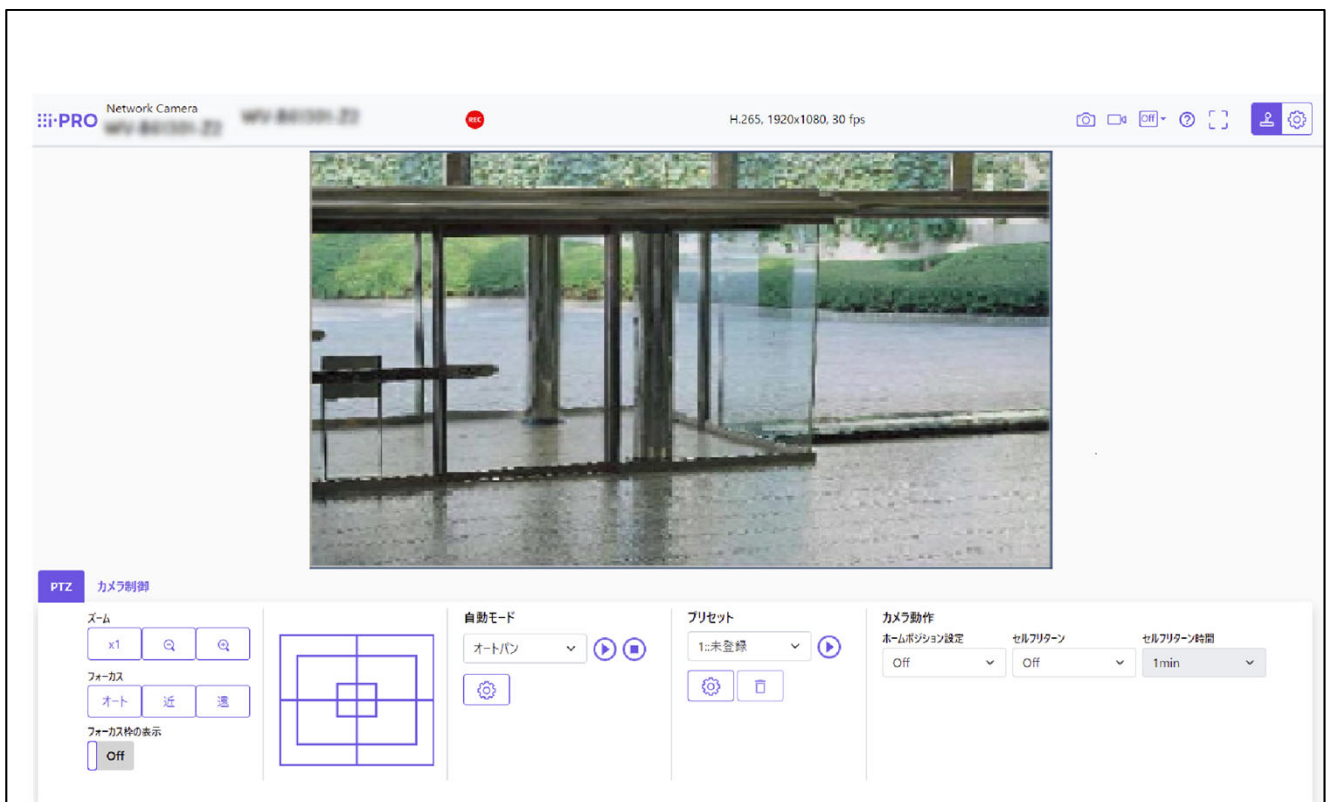 i-PRO
Network Camera
REC
H.265, 1920x1080, 30 fps
Off
PTZ カメラ制御
ズーム
x1
フォーカス
オート 近 遠
フォーカス枠の表示
Off
自動モード
オートパン
プリセット
1::未登録
カメラ動作
ホームポジション設定 セルフリターン セルフリターン時間
Off Off 1min